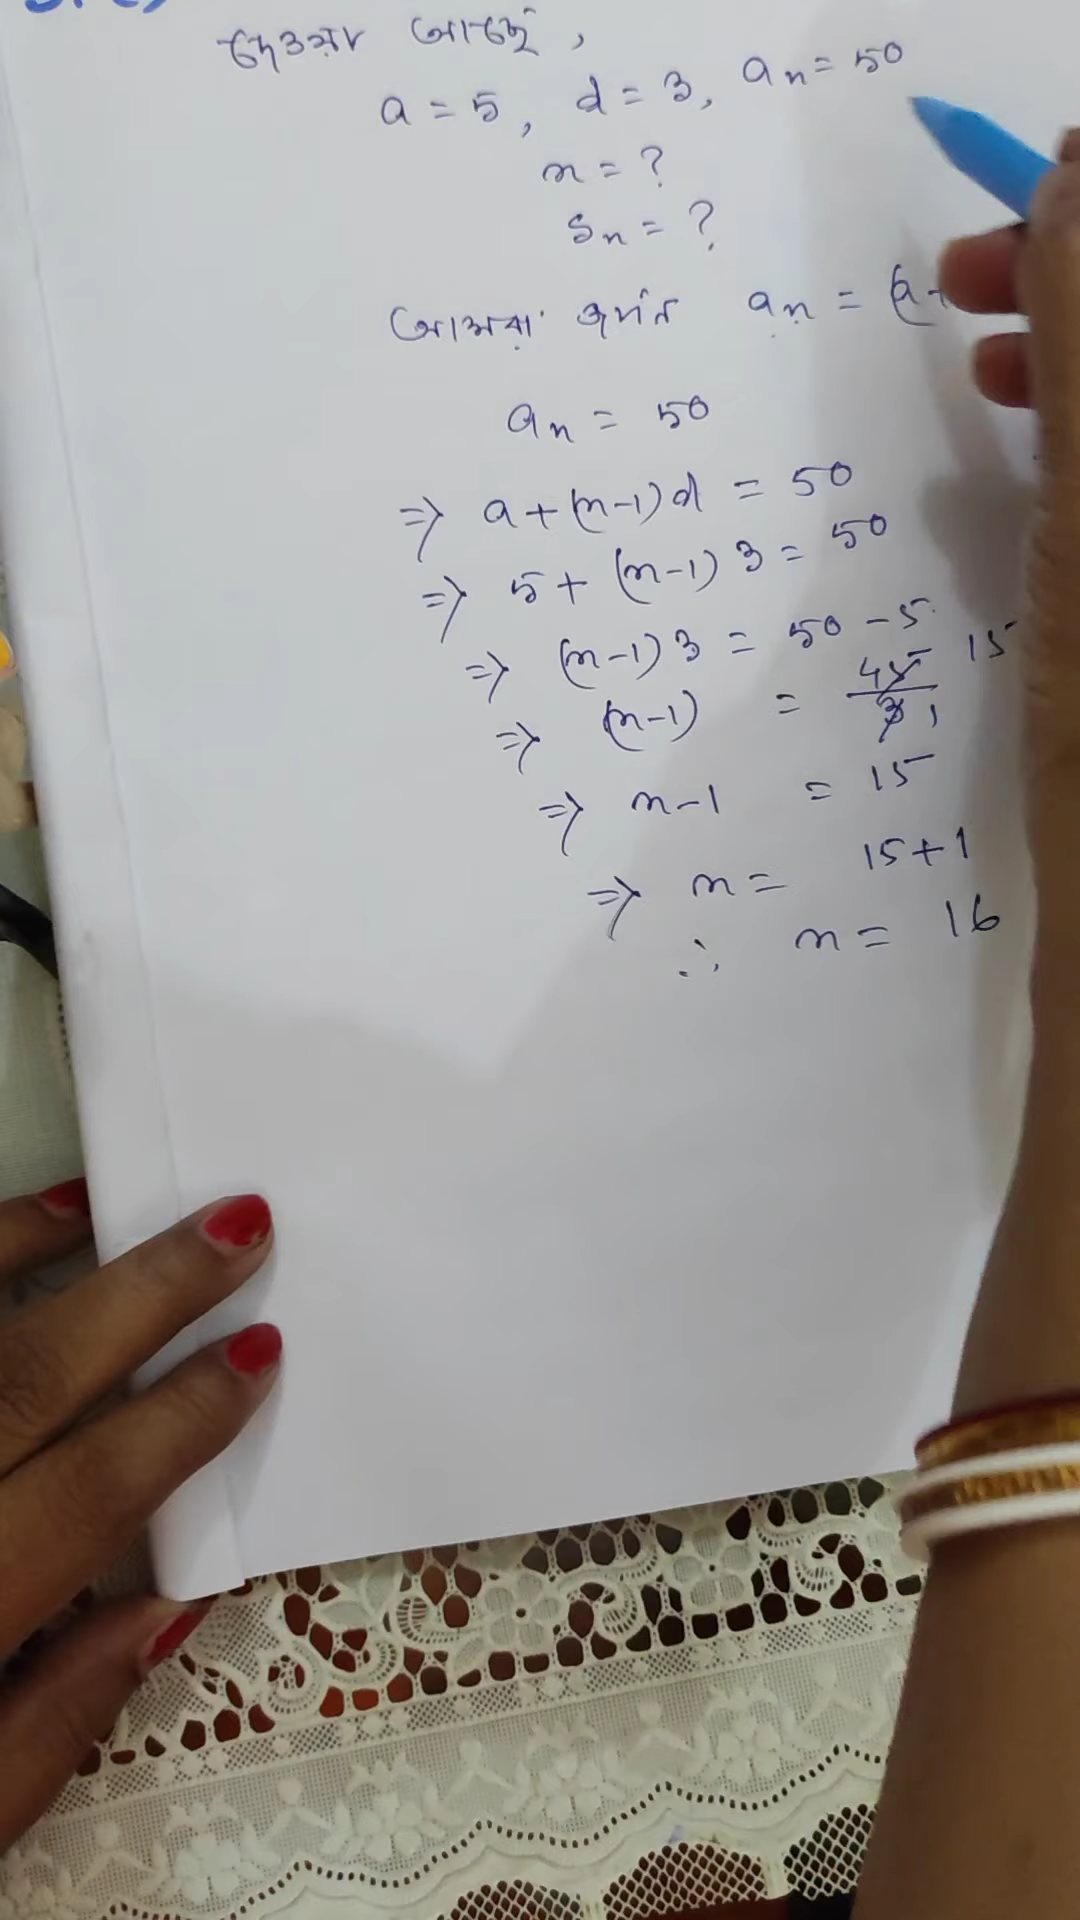 দেওয়া আছে,
a = 5, d = 3, an = 50
n = ?
Sn = ?
আমরা জানি an = (a+
an = 50
⇒ a+(n-1)d = 50
⇒ 5+(n-1) 3 = 50
⇒ (n-1) 3 = 50 - 5
⇒ (n-1) = 45/3 15 1
⇒ n-1 = 15
⇒ n = 15+1
∴ n = 16